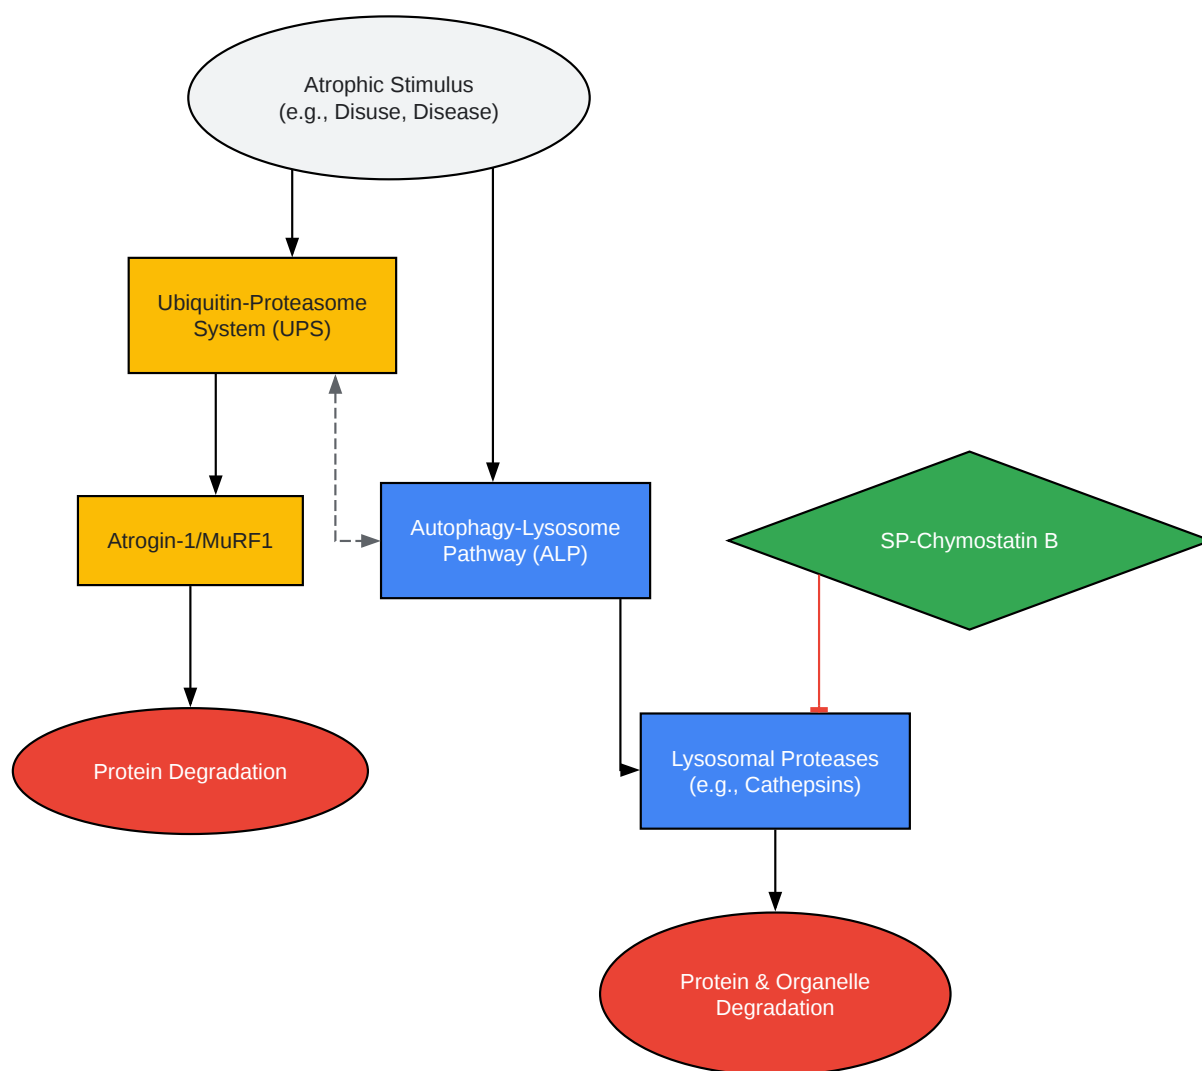 Atrophic Stimulus
(e.g., Disuse, Disease)
Ubiquitin-Proteasome
System (UPS)
Atrogin-1/MuRF1
Autophagy-Lysosome
Pathway (ALP)
SP-Chymostatin B
Protein Degradation
Lysosomal Proteases
(e.g., Cathepsins)
Protein & Organelle
Degradation